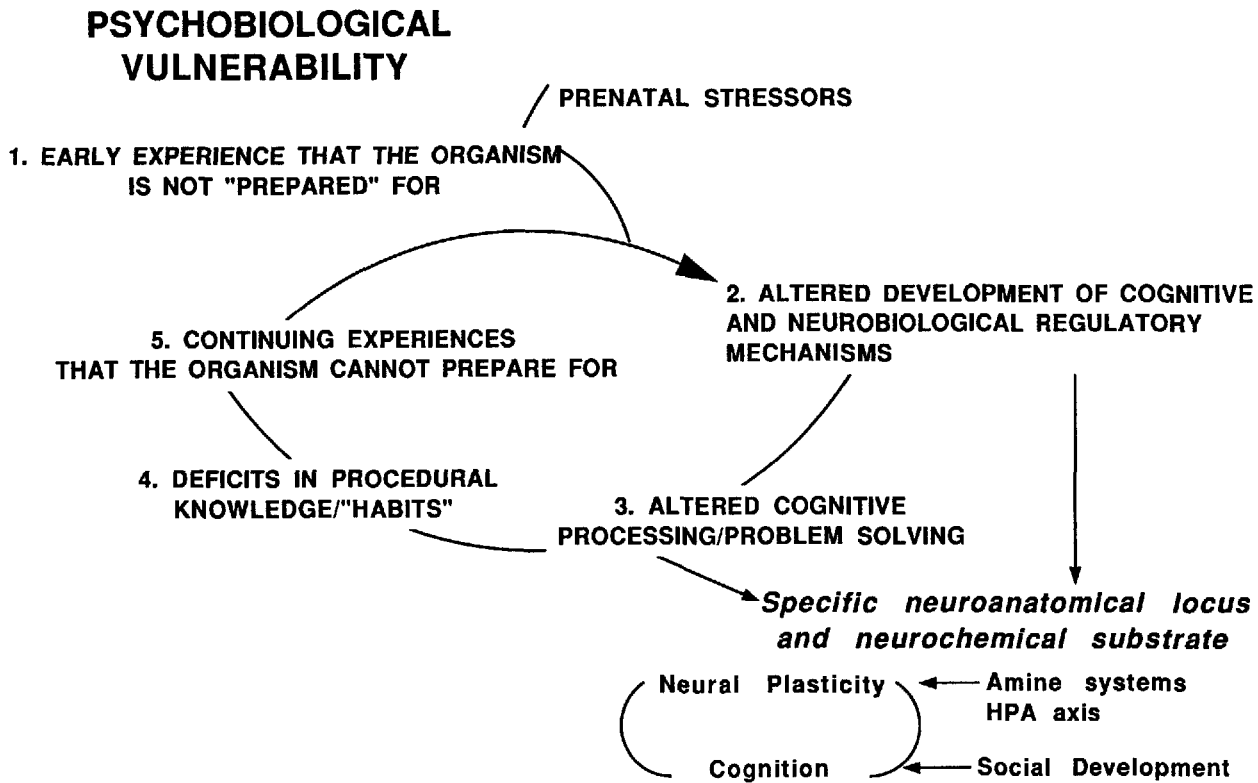 PSYCHOBIOLOGICAL
VULNERABILITY
PRENATAL STRESSORS
1. EARLY EXPERIENCE THAT THE ORGANISM
IS NOT "PREPARED" FOR
2. ALTERED DEVELOPMENT OF COGNITIVE
AND NEUROBIOLOGICAL REGULATORY
MECHANISMS
5. CONTINUING EXPERIENCES
THAT THE ORGANISM CANNOT PREPARE FOR
4. DEFICITS IN PROCEDURAL
KNOWLEDGE/"HABITS"
3. ALTERED COGNITIVE
PROCESSING/PROBLEM SOLVING
Specific neuroanatomical locus
and neurochemical substrate
Neural Plasticity
Amine systems
HPA axis
Cognition
Social Development